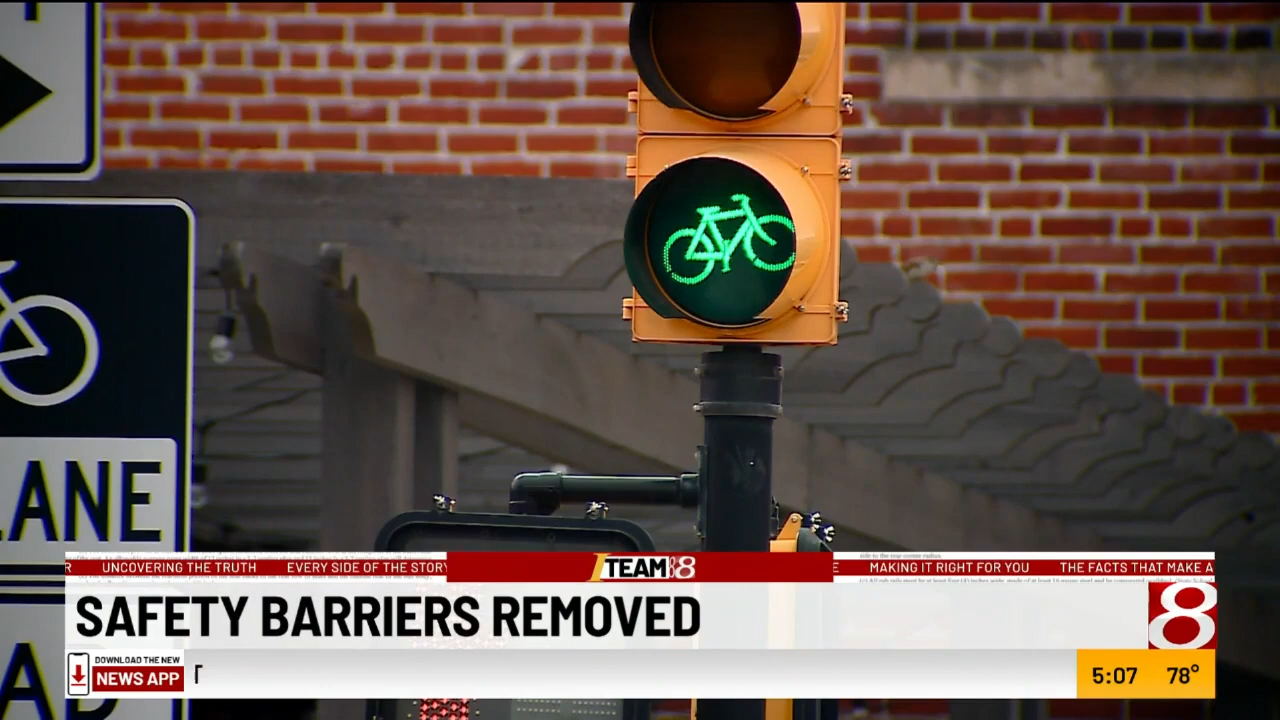 LANE
UNCOVERING THE TRUTH EVERY SIDE OF THE STORY
I TEAM 8
MAKING IT RIGHT FOR YOU THE FACTS THAT MAKE A
SAFETY BARRIERS REMOVED
8
DOWNLOAD THE NEW
NEWS APP
5:07 78°